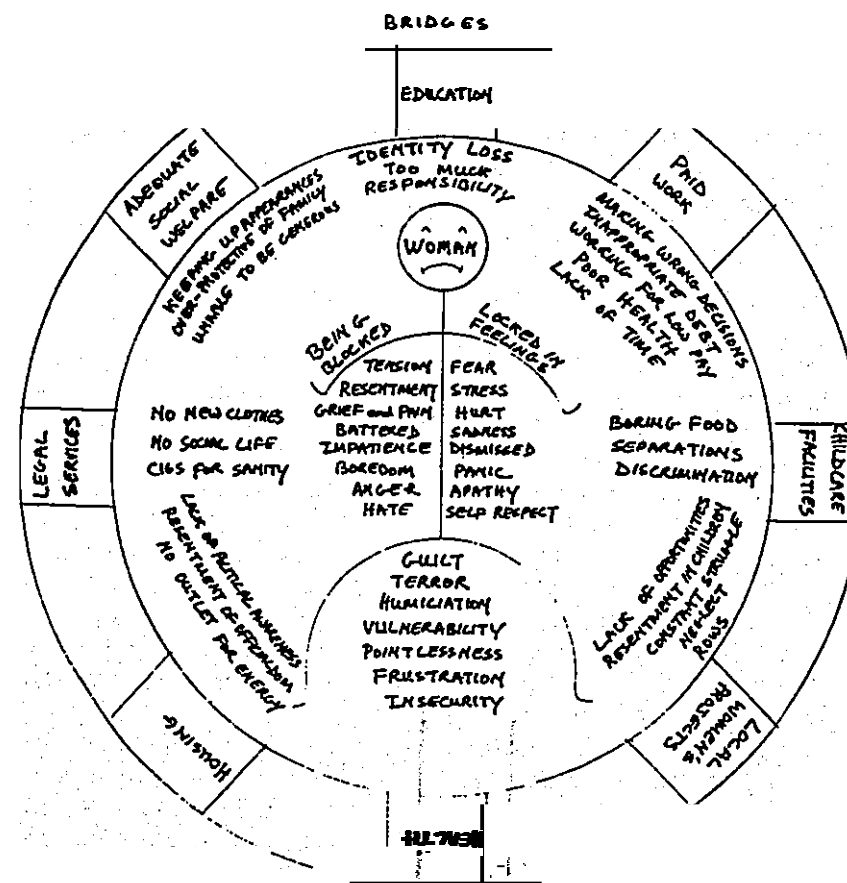 BRIDGES
EDUCATION
ADEQUATE
SOCIAL
WELFARE
PAID
WORK
IDENTITY LOSS
TOO MUCH
RESPONSIBILITY
KEEPING UP APPEARANCES
OVER-PROTECTIVE OF FAMILY
UNABLE TO BE GENEROUS
WOMAN
MAKING WRONG DECISIONS
INAPPROPRIATE DEBT
WORKING FOR LOW PAY
POOR HEALTH
LACK OF TIME
BEING
BLOCKED
LOCKED IN
FEELINGS
TENSION FEAR
RESENTMENT STRESS
GRIEF and PAIN HURT
BATTERED SADNESS
IMPATIENCE DISMISSED
BOREDOM PANIC
ANGER APATHY
HATE SELF RESPECT
LEGAL
SERVICES
NO NEW CLOTHES
NO SOCIAL LIFE
CIGS FOR SANITY
BORING FOOD
SEPARATIONS
DISCRIMINATION
CHILDCARE
FACILITIES
LACK OF POLITICAL AWARENESS
RESENTMENT OF OFFICIALDOM
NO OUTLET FOR ENERGY
GUILT
TERROR
HUMILIATION
VULNERABILITY
POINTLESSNESS
FRUSTRATION
INSECURITY
LACK OF OPPORTUNITIES
RESENTMENT IN CHILDREN
CONSTANT STRUGGLE
NEGLECT
ROWS
HOUSING
LOCAL
WOMEN'S
PROJECTS
HEALTH